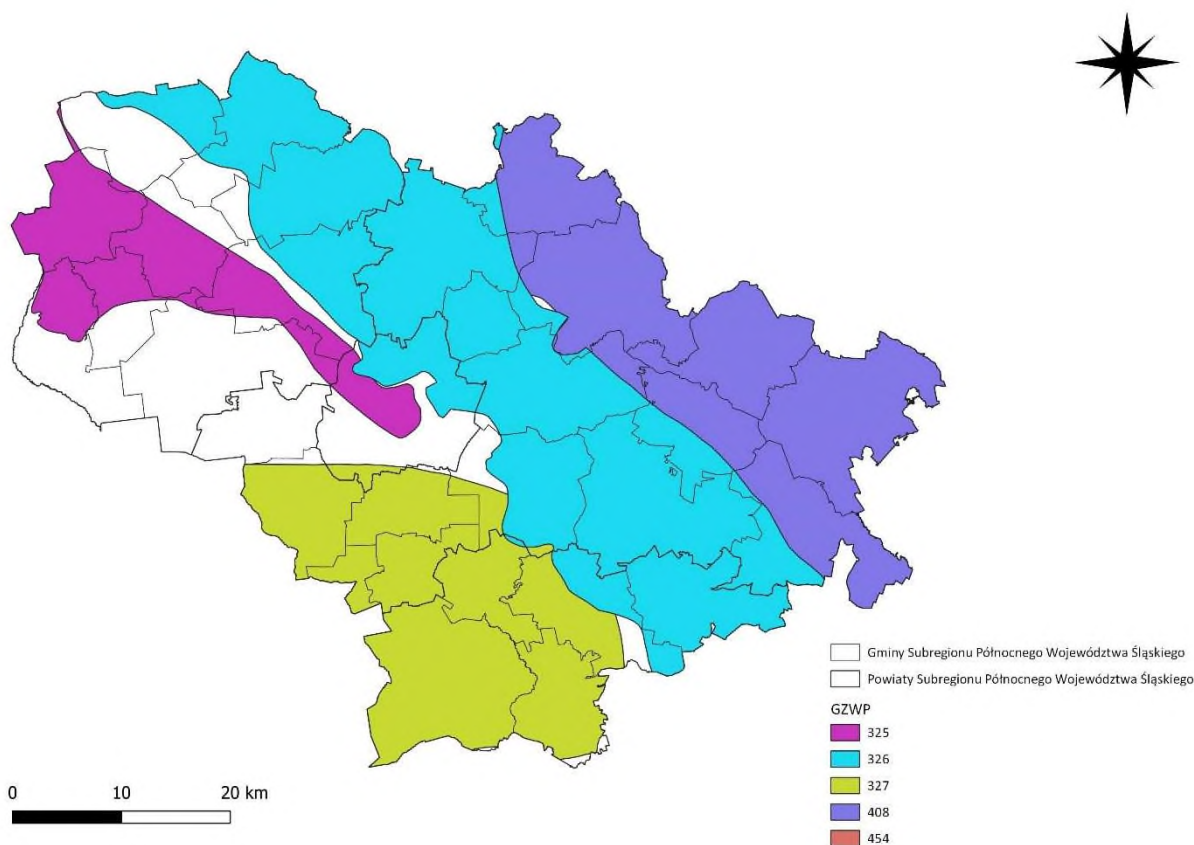 Gminy Subregionu Północnego Województwa Śląskiego
Powiaty Subregionu Północnego Województwa Śląskiego
GZWP
325
326
327
408
454
0 10 20 km